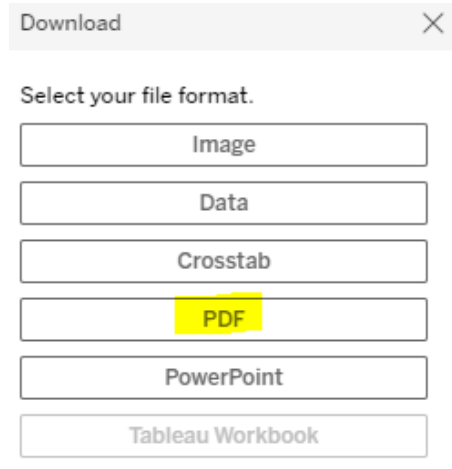 Download
Select your file format.
Image
Data
Crosstab
PDF
PowerPoint
Tableau Workbook